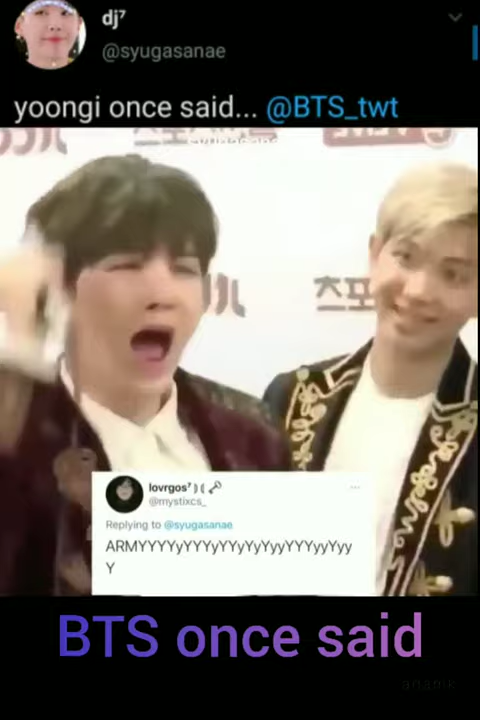 dj⁷
@syugasanae
yoongi once said... @BTS_twt
lovrgos⁷
@mystixcs_
Replying to @syugasanae
ARMYYYYyYYYyYYyYyYyyYYYyyYyy
Y
BTS once said